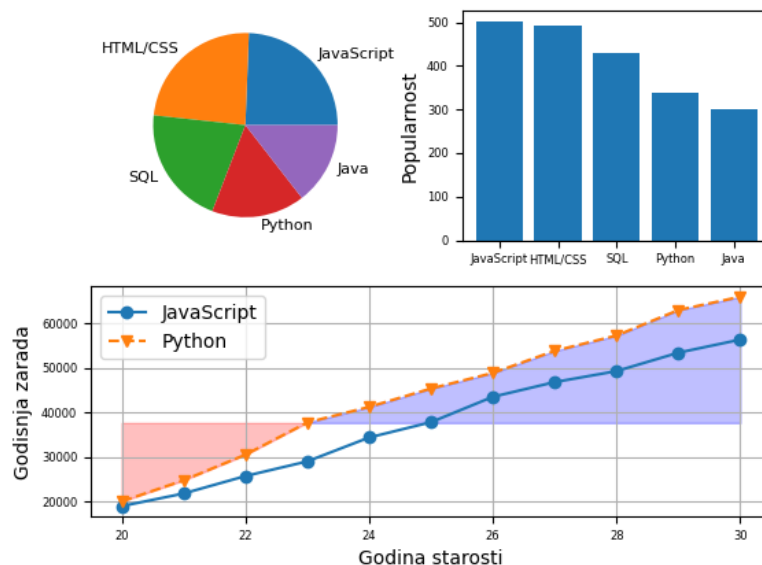 HTML/CSS
JavaScript
SQL
Java
Python
Popularnost
500
400
300
200
100
0
JavaScript HTML/CSS SQL Python Java
JavaScript
Python
Godisnja zarada
60000
50000
40000
30000
20000
20 22 24 26 28 30
Godina starosti